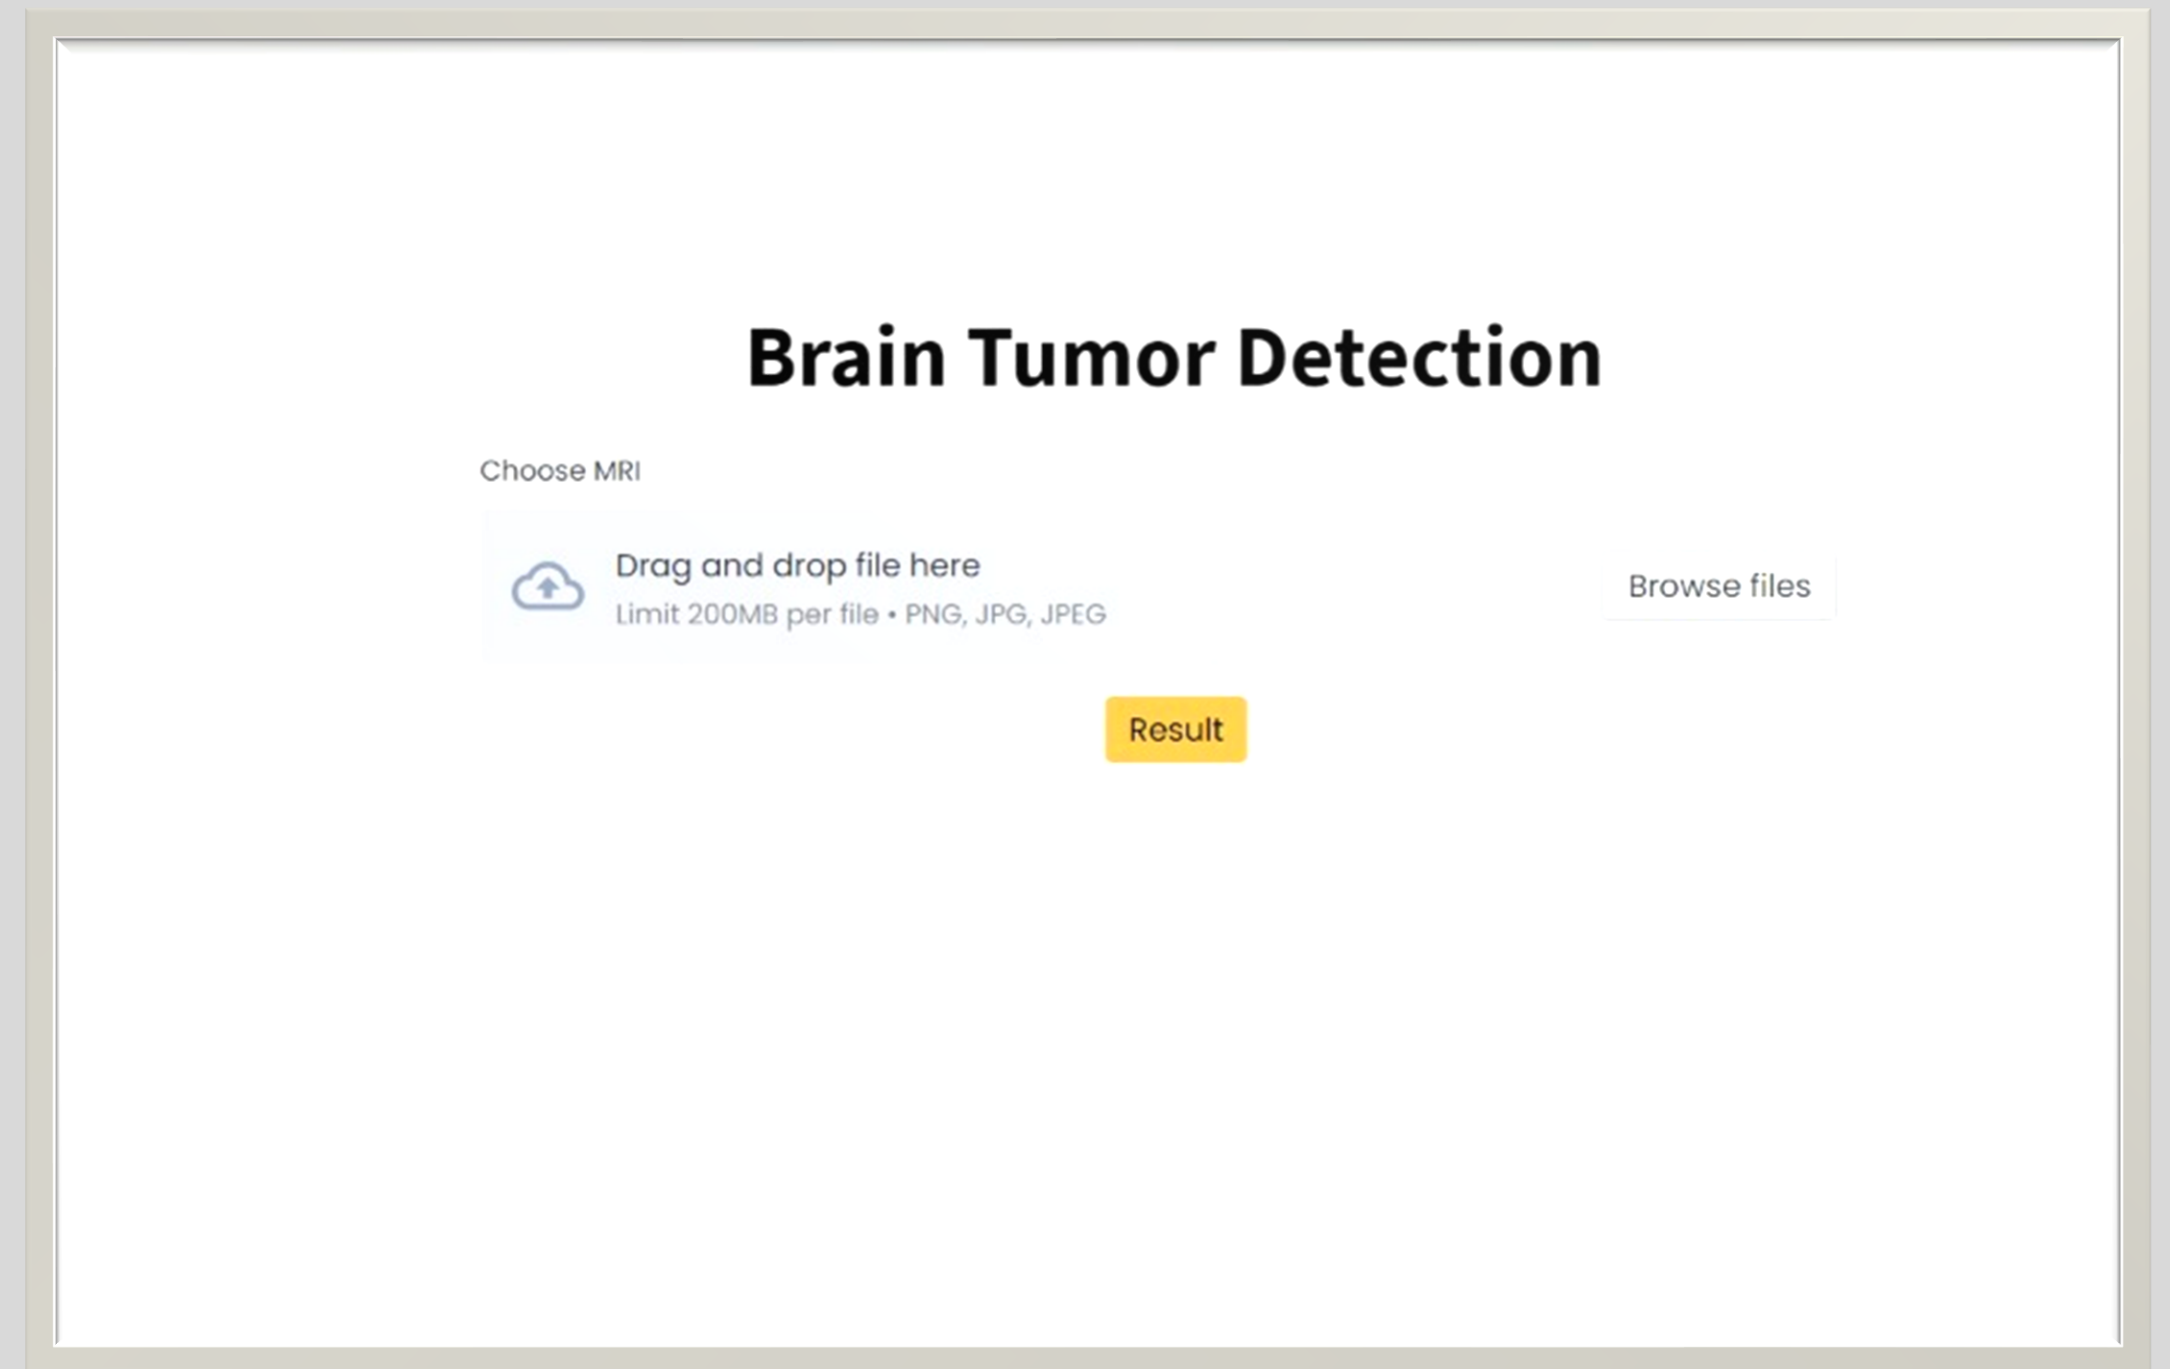 Brain Tumor Detection
Choose MRI
Drag and drop file here
Limit 200MB per file • PNG, JPG, JPEG
Browse files
Result